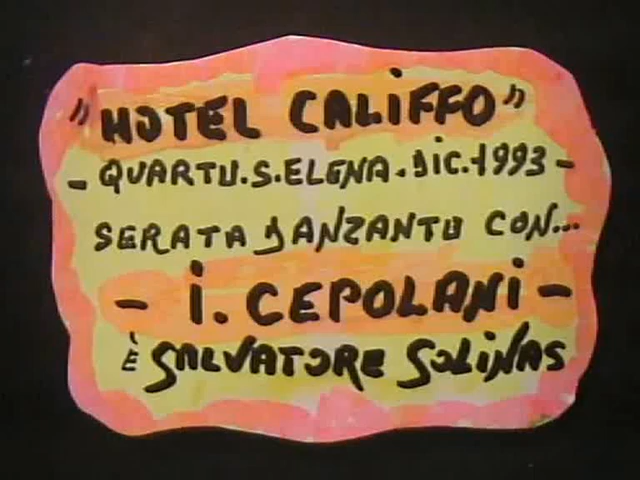 "HOTEL CALIFFO"
- QUARTU.S.ELENA.DIC.1993-
SERATA DANZANTE CON...
- I. CEPOLANI -
È SALVATORE SOLINAS